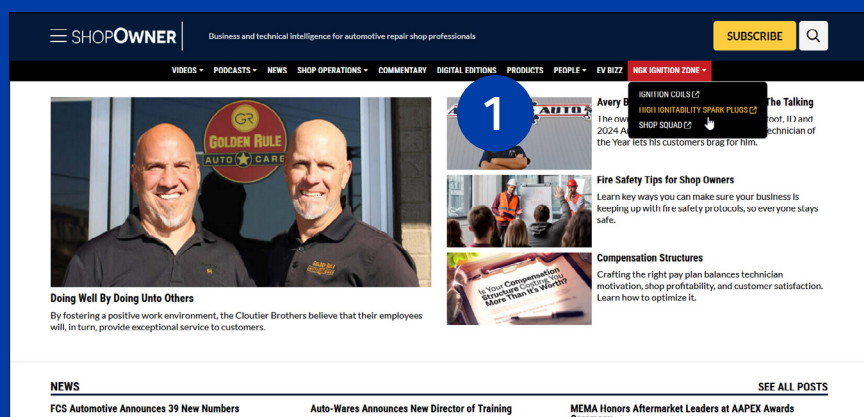 SHOPOWNER
Business and technical intelligence for automotive repair shop professionals
SUBSCRIBE
VIDEOS PODCASTS NEWS SHOP OPERATIONS COMMENTARY DIGITAL EDITIONS PRODUCTS PEOPLE EV BIZZ NGK IGNITION ZONE
IGNITION COILS
HIGH IGNITABILITY SPARK PLUGS
SHOP SQUAD
1
GR
GOLDEN RULE
AUTO CARE
Doing Well By Doing Unto Others
By fostering a positive work environment, the Cloutier Brothers believe that their employees
will, in turn, provide exceptional service to customers.
AUTO
Avery B The Talking
The own oot, ID and
2024 A echnician of
the Year lets his customers brag for him.
Fire Safety Tips for Shop Owners
Learn key ways you can make sure your business is
keeping up with fire safety protocols, so everyone stays
safe.
Is Your Compensation
Structure Costing You
More Than It's Worth?
Compensation Structures
Crafting the right pay plan balances technician
motivation, shop profitability, and customer satisfaction.
Learn how to optimize it.
NEWS
SEE ALL POSTS
FCS Automotive Announces 39 New Numbers
Auto-Wares Announces New Director of Training
MEMA Honors Aftermarket Leaders at AAPEX Awards